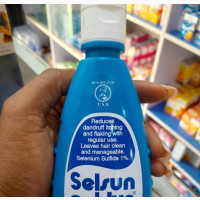 Reduces
dandruff itching
and flaking with
regular use.
Leaves hair clean
and manageable.
Selenium Sulfide 1%.
Selsun